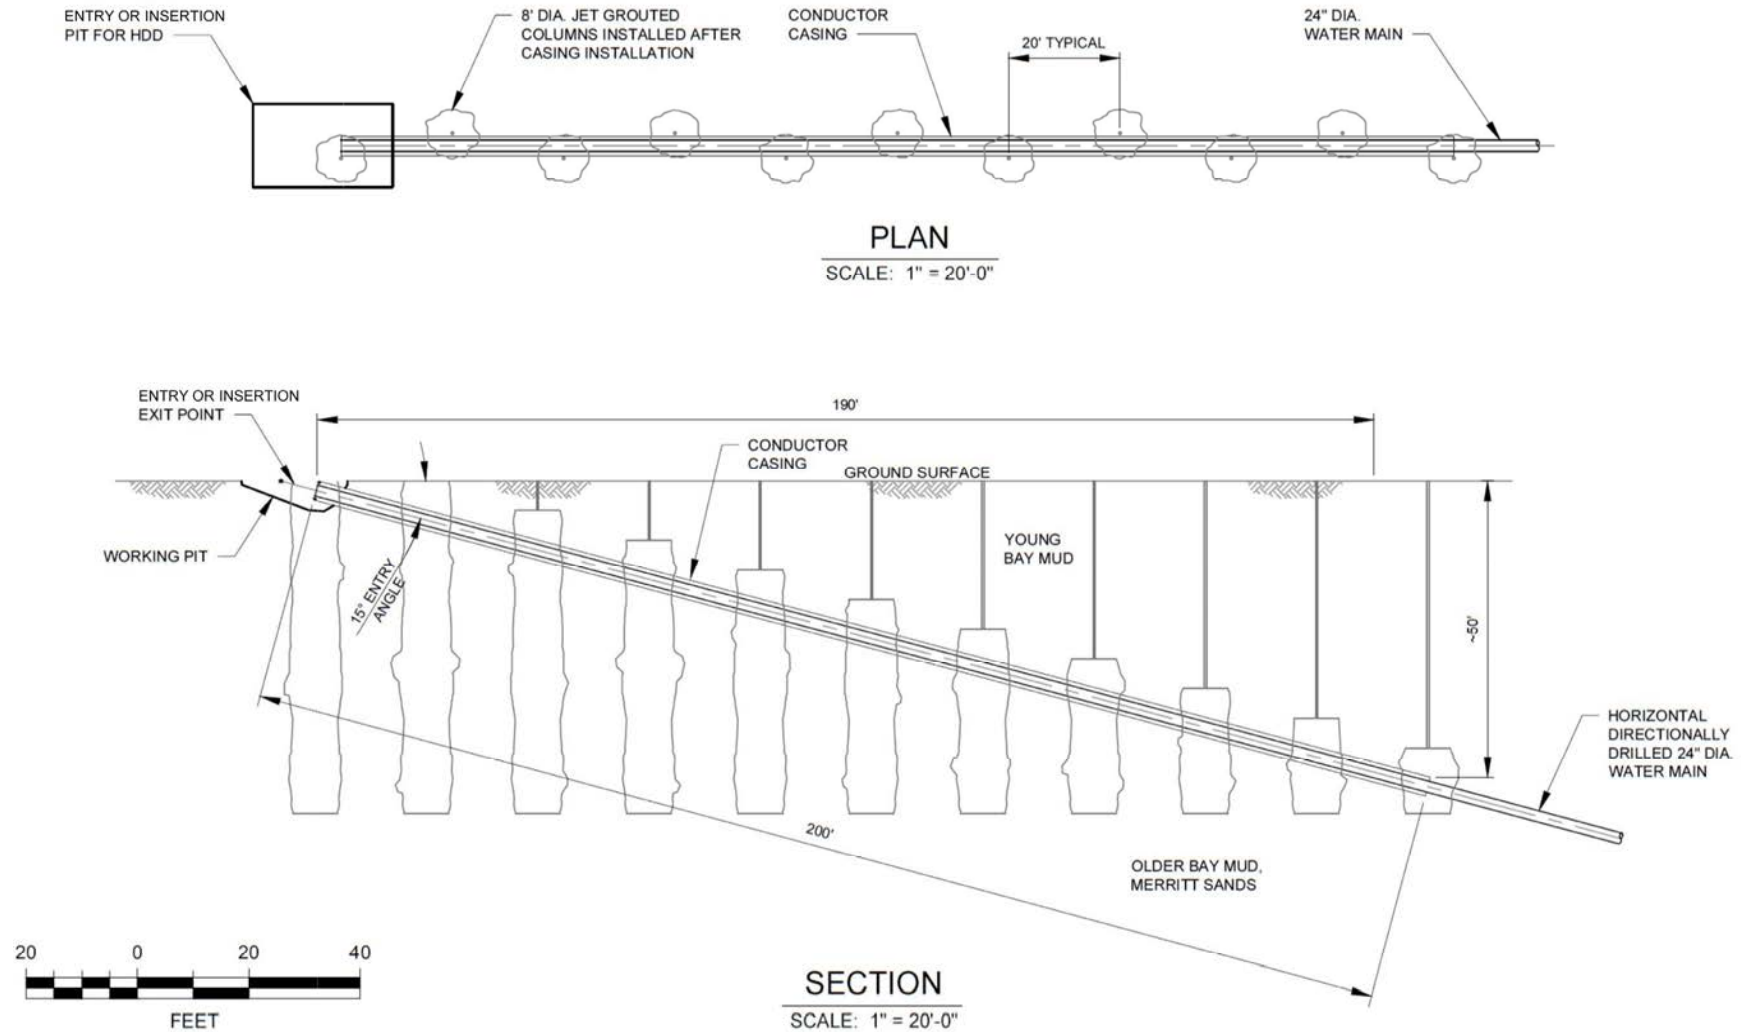 ENTRY OR INSERTION
PIT FOR HDD
8' DIA. JET GROUTED
COLUMNS INSTALLED AFTER
CASING INSTALLATION
CONDUCTOR
CASING
20' TYPICAL
24" DIA.
WATER MAIN
PLAN
SCALE: 1" = 20'-0"
ENTRY OR INSERTION
EXIT POINT
190'
CONDUCTOR
CASING
GROUND SURFACE
WORKING PIT
15° ENTRY
ANGLE
YOUNG
BAY MUD
~50'
HORIZONTAL
DIRECTIONALLY
DRILLED 24" DIA.
WATER MAIN
200'
OLDER BAY MUD,
MERRITT SANDS
20 0 20 40
FEET
SECTION
SCALE: 1" = 20'-0"